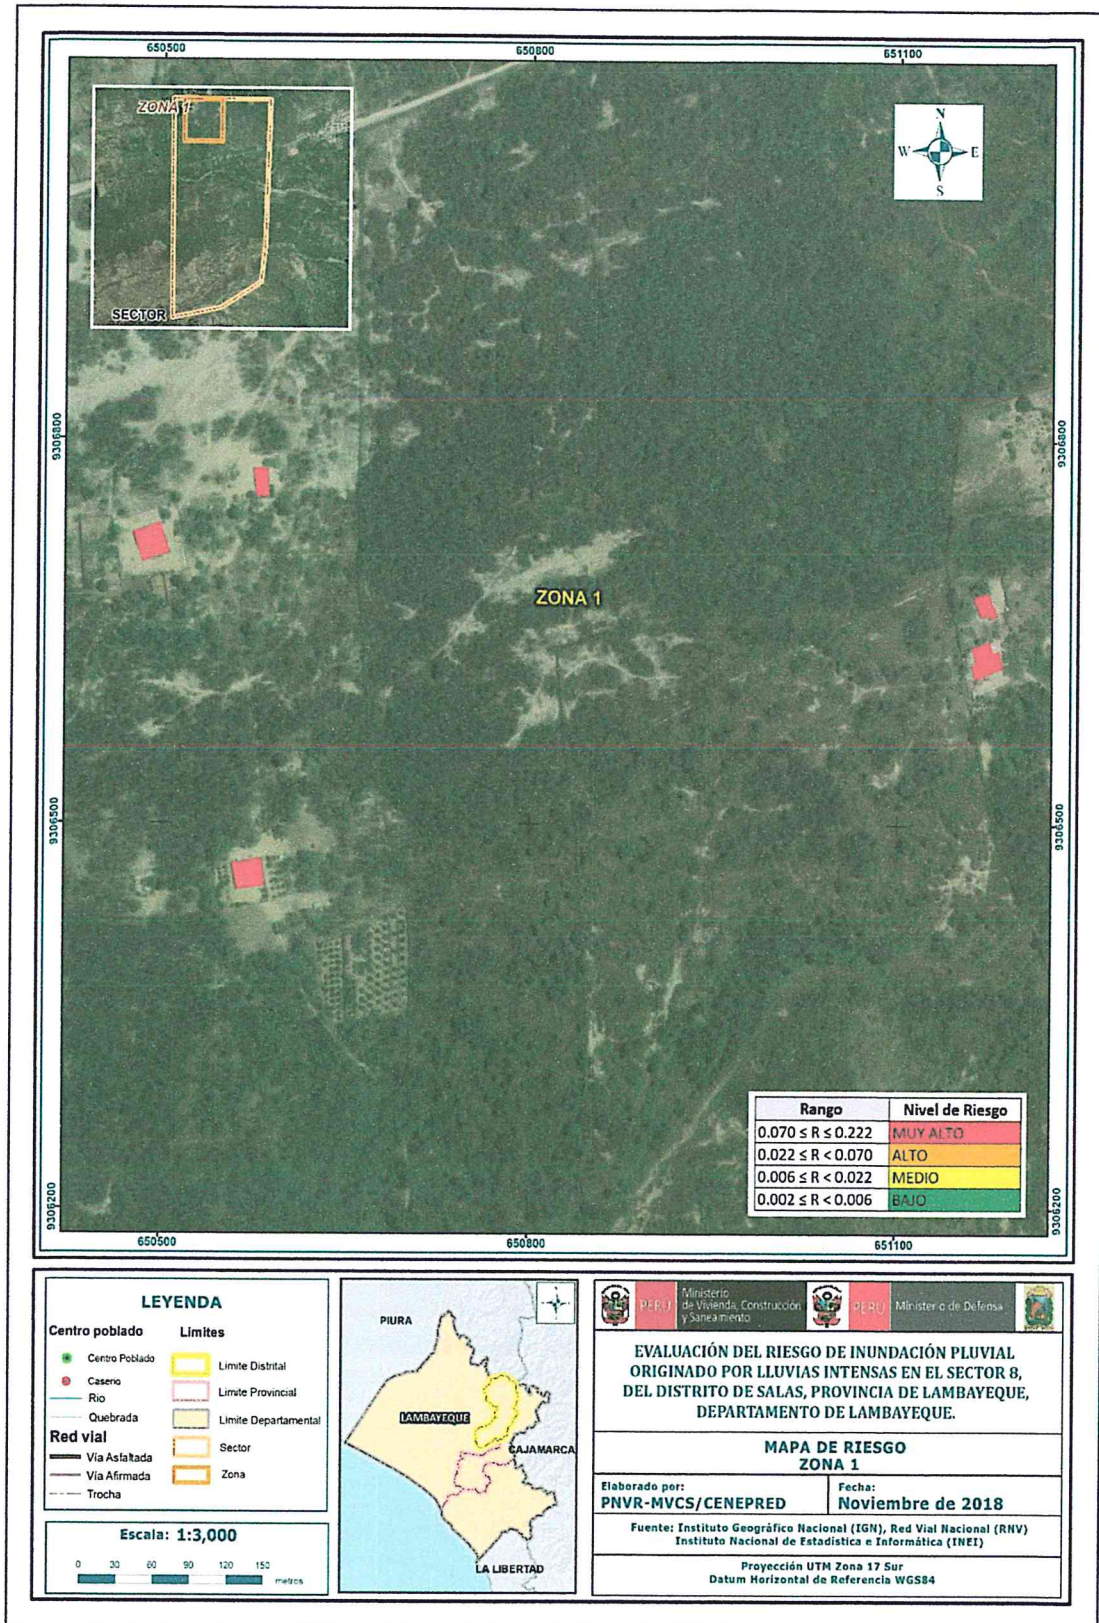 650500
650800
651100
ZONA 1
SECTOR
N
W
E
S
9306800
9306800
ZONA 1
9306500
9306500
9306200
9306200
Rango
Nivel de Riesgo
0.070 ≤ R ≤ 0.222
MUY ALTO
0.022 ≤ R < 0.070
ALTO
0.006 ≤ R < 0.022
MEDIO
0.002 ≤ R < 0.006
BAJO
650500
650800
651100
LEYENDA
Centro poblado
Centro Poblado
Caserio
Rio
Quebrada
Red vial
Vía Asfaltada
Vía Afirmada
Trocha
Limites
Limite Distrital
Limite Provincial
Limite Departamental
Sector
Zona
Escala: 1:3,000
0 30 60 90 120 150
metros
PIURA
LAMBAYEQUE
CAJAMARCA
LA LIBERTAD
PERÚ
Ministerio
de Vivienda, Construcción
y Saneamiento
PERÚ
Ministerio de Defensa
EVALUACIÓN DEL RIESGO DE INUNDACIÓN PLUVIAL
ORIGINADO POR LLUVIAS INTENSAS EN EL SECTOR 8,
DEL DISTRITO DE SALAS, PROVINCIA DE LAMBAYEQUE,
DEPARTAMENTO DE LAMBAYEQUE.
MAPA DE RIESGO
ZONA 1
Elaborado por:
PNVR-MVCS/CENEPRED
Fecha:
Noviembre de 2018
Fuente: Instituto Geográfico Nacional (IGN), Red Vial Nacional (RNV)
Instituto Nacional de Estadistica e Informática (INEI)
Proyección UTM Zona 17 Sur
Datum Horizontal de Referencia WGS84